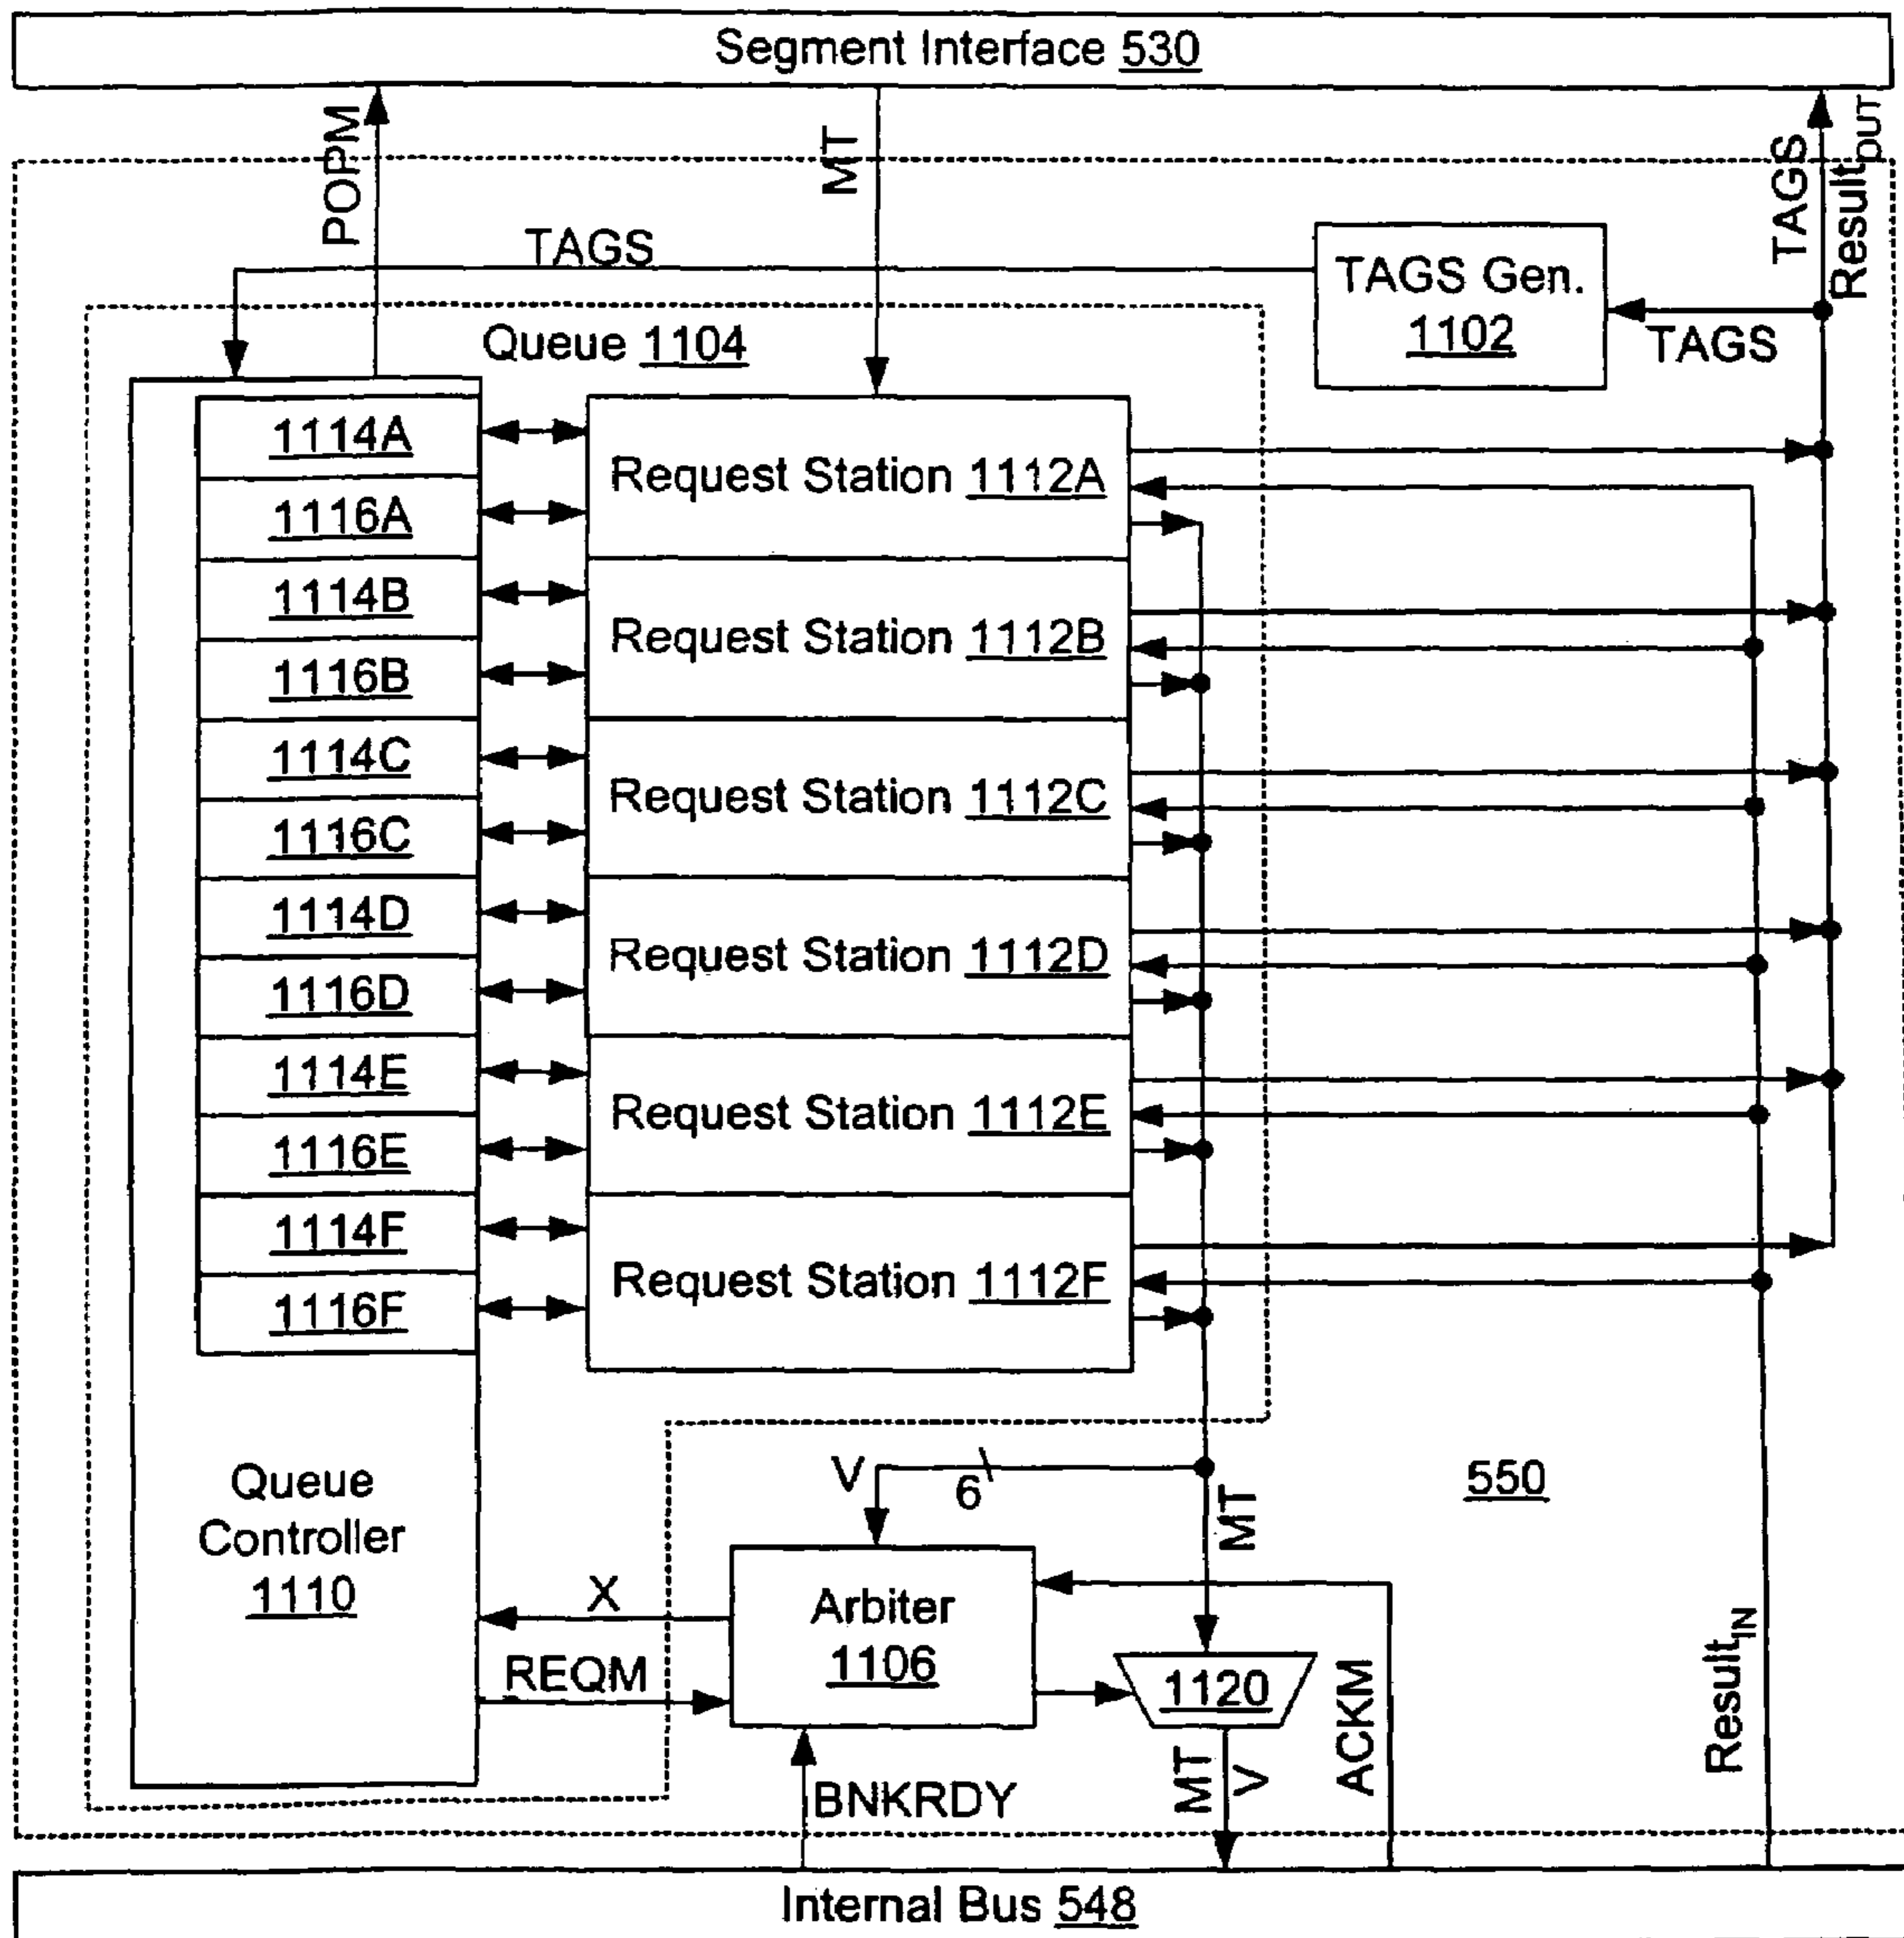 Segment Interface 530
POPM
MT
TAGS
ResultOUT
TAGS
TAGS Gen.
1102
TAGS
Queue 1104
1114A
1116A
1114B
1116B
1114C
1116C
1114D
1116D
1114E
1116E
1114F
1116F
Request Station 1112A
Request Station 1112B
Request Station 1112C
Request Station 1112D
Request Station 1112E
Request Station 1112F
Queue
Controller
1110
V
6
MT
550
X
REQM
Arbiter
1106
1120
ACKM
ResultIN
BNKRDY
MT
V
Internal Bus 548